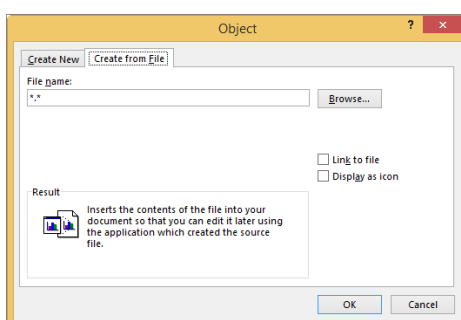 Object
? ×
Create New Create from File
File name:
*.*
Browse...
Link to file
Display as icon
Result
Inserts the contents of the file into your
document so that you can edit it later using
the application which created the source
file.
OK Cancel